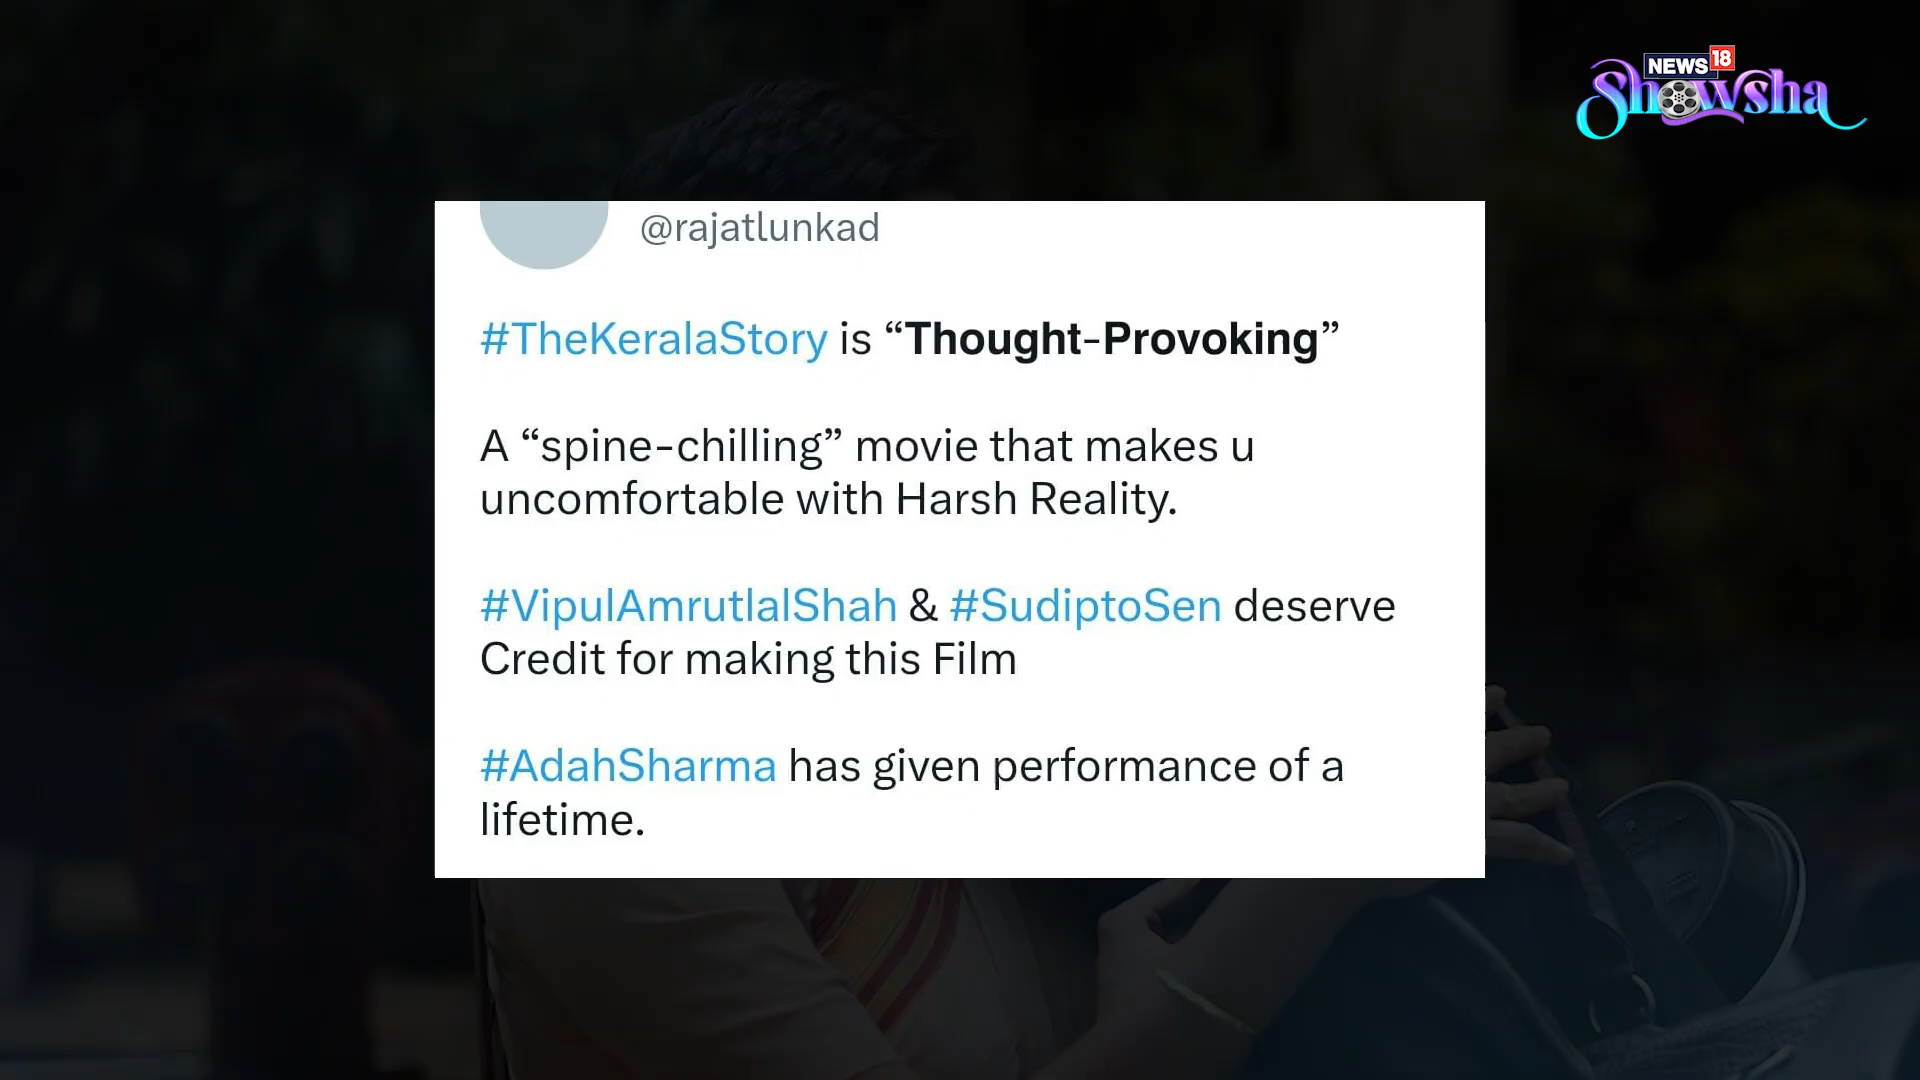 NEWS18
Showsha
@rajatlunkad
#TheKeralaStory is “Thought-Provoking”
A “spine-chilling” movie that makes u
uncomfortable with Harsh Reality.
#VipulAmrutlalShah & #SudiptoSen deserve
Credit for making this Film
#AdahSharma has given performance of a
lifetime.